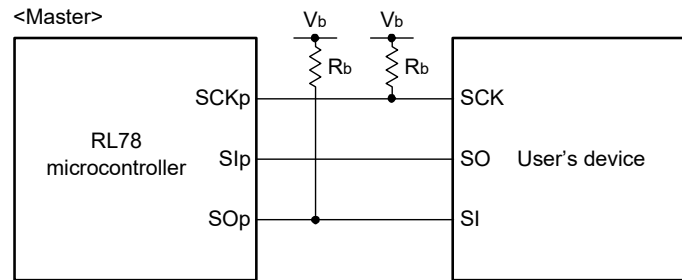 <Master>
Vb Vb
Rb Rb
SCKp SCK
RL78
microcontroller
SIp SO User's device
SOp SI